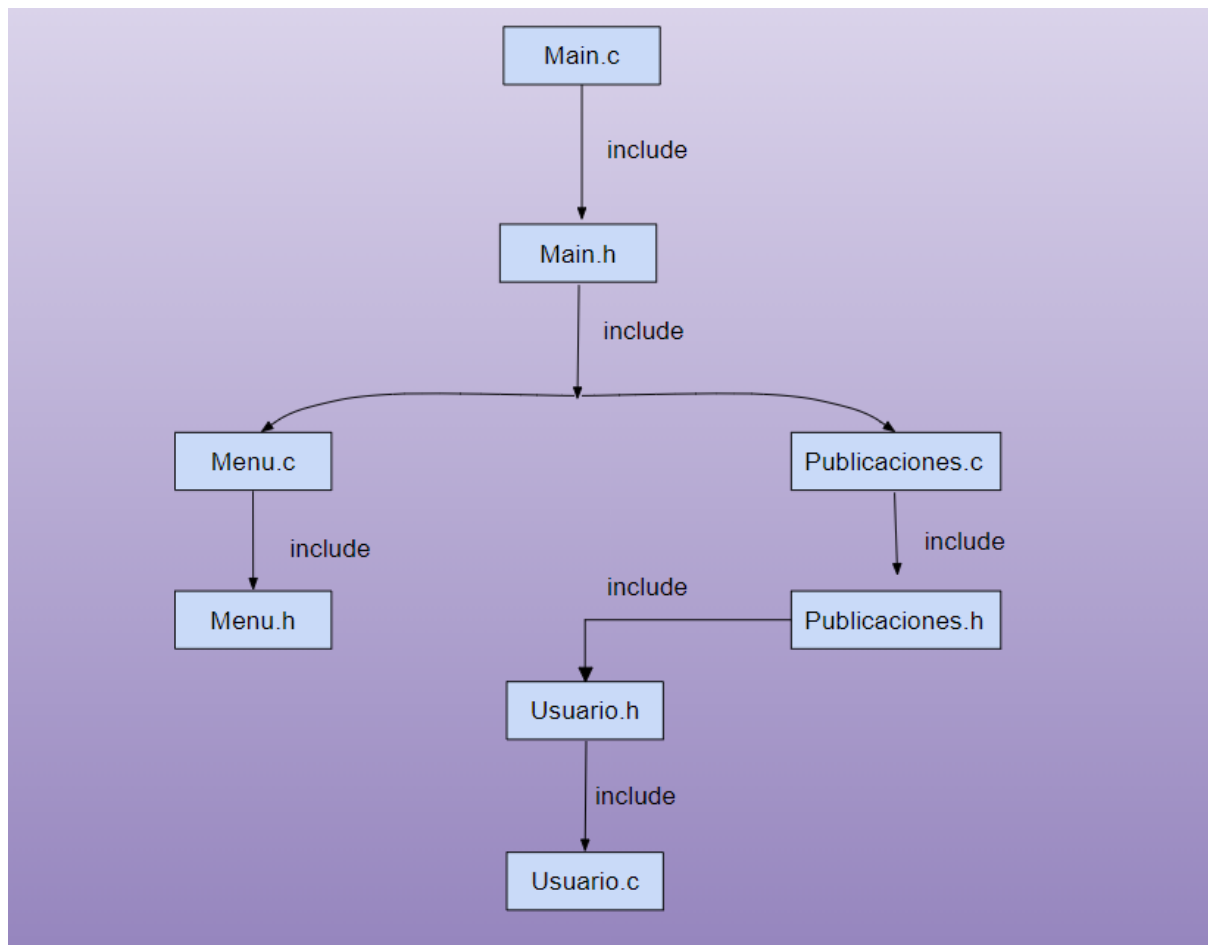 Main.c
include
Main.h
include
Menu.c
Publicaciones.c
include
include
include
Menu.h
Publicaciones.h
Usuario.h
include
Usuario.c